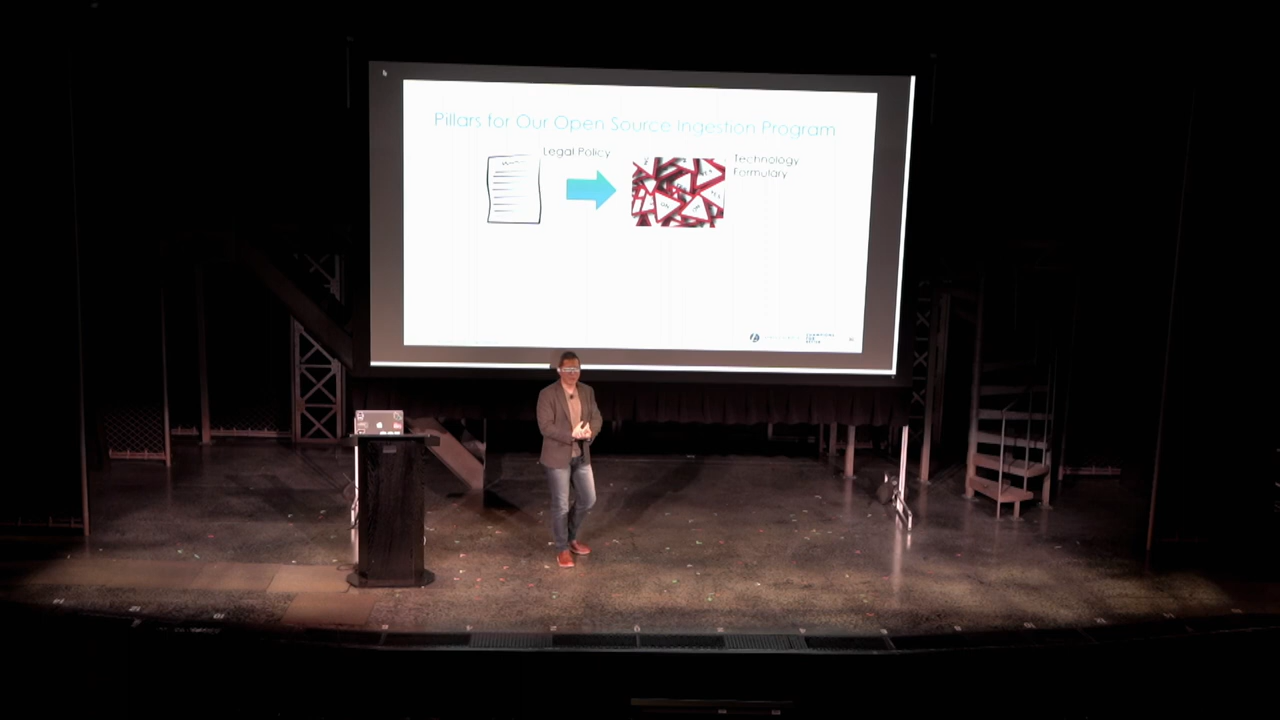 Pillars for Our Open Source Ingestion Program
Legal Policy
Technology
Formulary